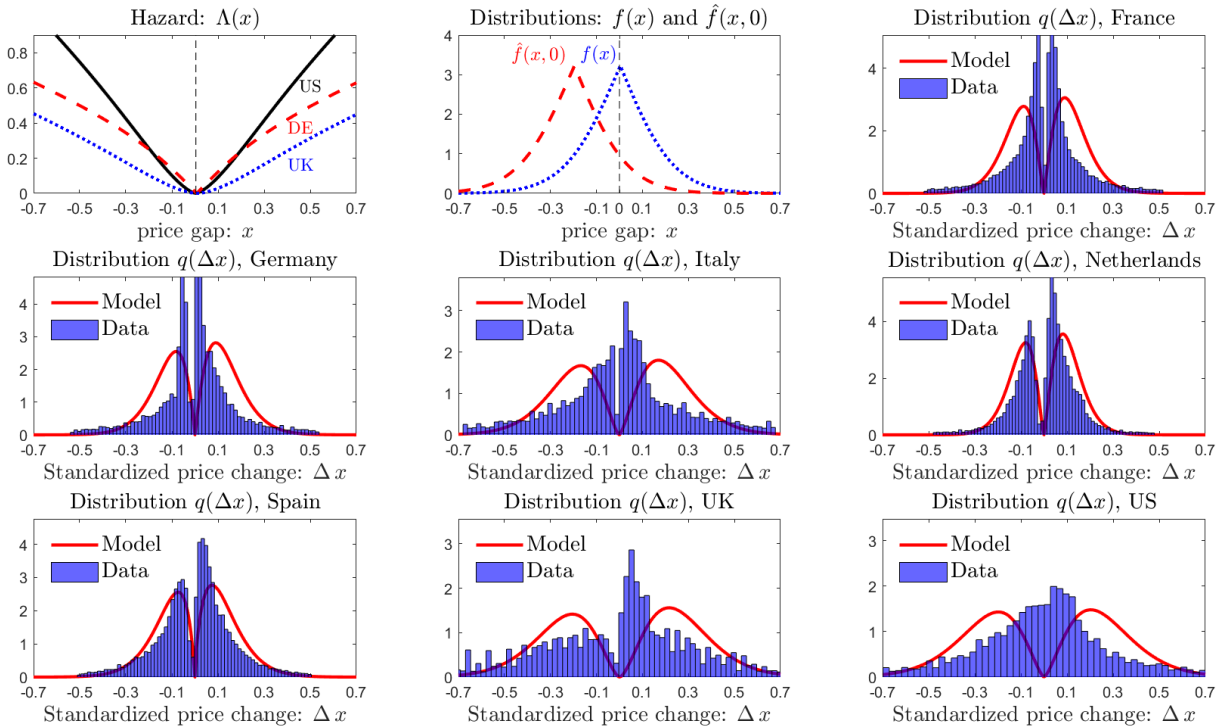 Hazard: Λ(x)
0.8
0.6
0.4
0.2
0
US
DE
UK
-0.7 -0.5 -0.3 -0.1 0.1 0.3 0.5 0.7
price gap: x
Distributions: f(x) and f̂(x, 0)
4
3
2
1
0
f̂(x, 0) f(x)
-0.7 -0.5 -0.3 -0.1 0.1 0.3 0.5 0.7
price gap: x
Distribution q(Δx), France
Model
Data
4
2
0
-0.7 -0.5 -0.3 -0.1 0.1 0.3 0.5 0.7
Standardized price change: Δx
Distribution q(Δx), Germany
Model
Data
4
3
2
1
0
-0.7 -0.5 -0.3 -0.1 0.1 0.3 0.5 0.7
Standardized price change: Δx
Distribution q(Δx), Italy
Model
Data
3
2
1
0
-0.7 -0.5 -0.3 -0.1 0.1 0.3 0.5 0.7
Standardized price change: Δx
Distribution q(Δx), Netherlands
Model
Data
4
2
0
-0.7 -0.5 -0.3 -0.1 0.1 0.3 0.5 0.7
Standardized price change: Δx
Distribution q(Δx), Spain
Model
Data
4
3
2
1
0
-0.7 -0.5 -0.3 -0.1 0.1 0.3 0.5 0.7
Standardized price change: Δx
Distribution q(Δx), UK
Model
Data
3
2
1
0
-0.7 -0.5 -0.3 -0.1 0.1 0.3 0.5 0.7
Standardized price change: Δx
Distribution q(Δx), US
Model
Data
3
2
1
0
-0.7 -0.5 -0.3 -0.1 0.1 0.3 0.5 0.7
Standardized price change: Δx